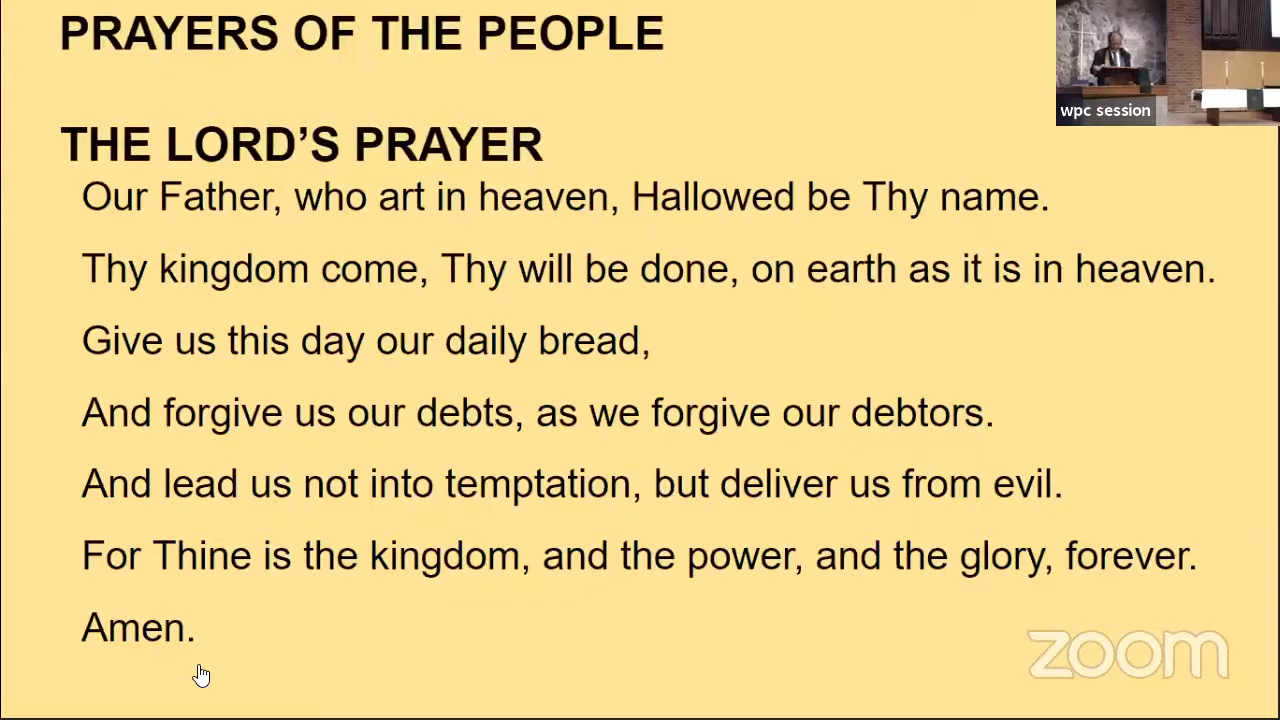 PRAYERS OF THE PEOPLE
wpc session
THE LORD’S PRAYER
Our Father, who art in heaven, Hallowed be Thy name.
Thy kingdom come, Thy will be done, on earth as it is in heaven.
Give us this day our daily bread,
And forgive us our debts, as we forgive our debtors.
And lead us not into temptation, but deliver us from evil.
For Thine is the kingdom, and the power, and the glory, forever.
Amen.
zoom